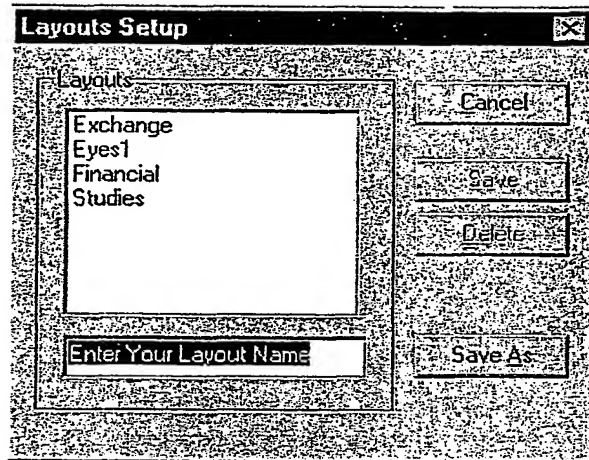 Layouts Setup
Layouts
Exchange
Eyes1
Financial
Studies
Enter Your Layout Name
Cancel
Save
Delete
Save As